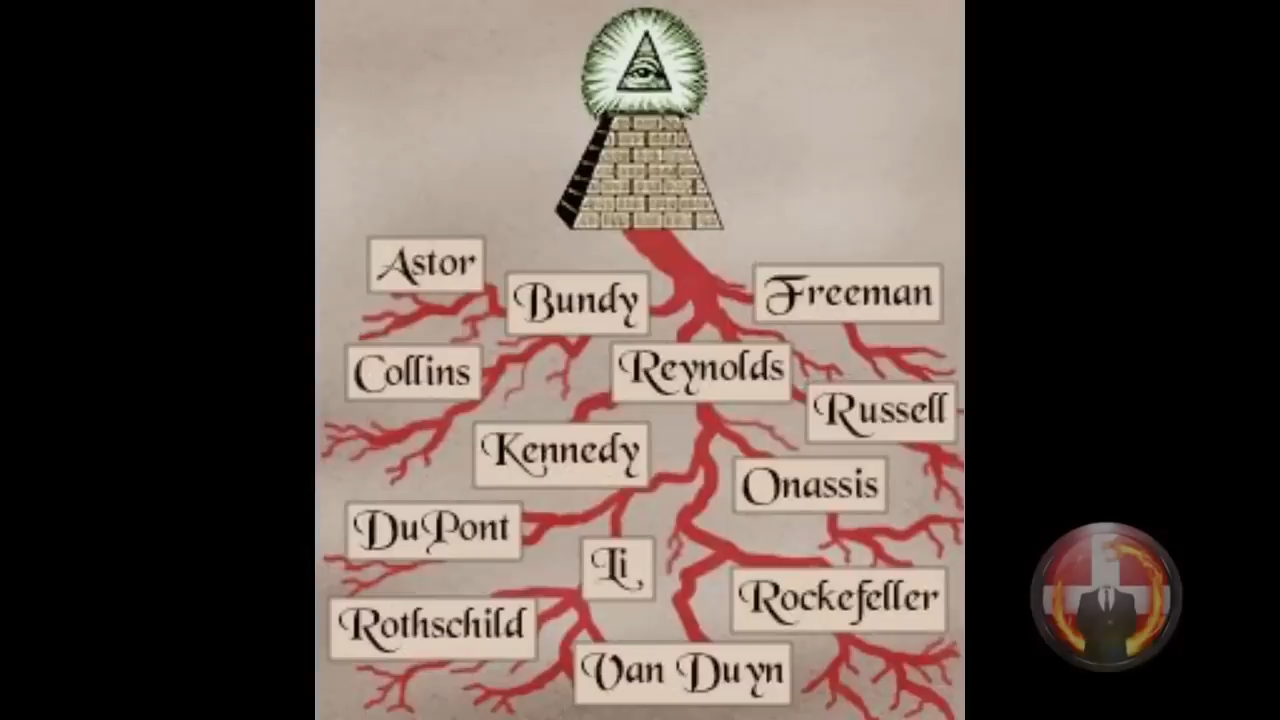 Astor
Bundy
Freeman
Collins
Reynolds
Russell
Kennedy
Onassis
DuPont
Li
Rockefeller
Rothschild
Van Duyn